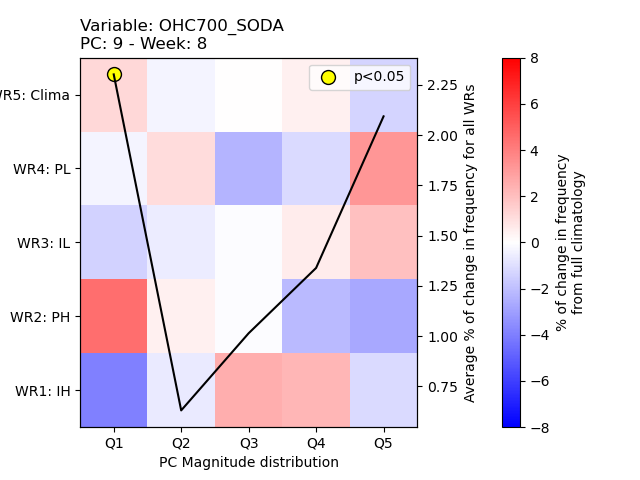 Variable: OHC700_SODA
PC: 9 - Week: 8
p<0.05
WR5: Clima
WR4: PL
WR3: IL
WR2: PH
WR1: IH
Q1 Q2 Q3 Q4 Q5
PC Magnitude distribution
2.25
2.00
1.75
1.50
1.25
1.00
0.75
Average % of change in frequency for all WRs
8
6
4
2
0
−2
−4
−6
−8
% of change in frequency
from full climatology